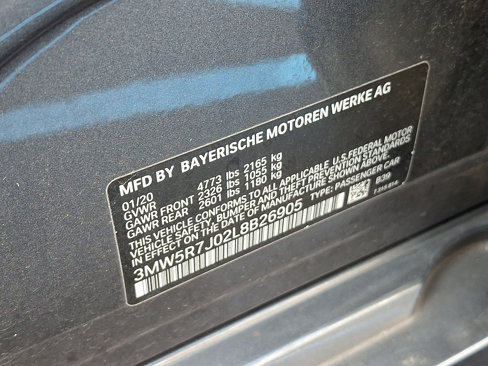 MFD BY BAYERISCHE MOTOREN WERKE AG
01/20
GVWR 4773 lbs 2165 kg
GAWR FRONT 2326 lbs 1055 kg
GAWR REAR 2601 lbs 1180 kg
THIS VEHICLE CONFORMS TO ALL APPLICABLE U.S.FEDERAL MOTOR
VEHICLE SAFETY, BUMPER AND THEFT PREVENTION STANDARDS
IN EFFECT ON THE DATE OF MANUFACTURE SHOWN ABOVE.
3MW5R7J02L8B26905 TYPE: PASSENGER CAR
B39